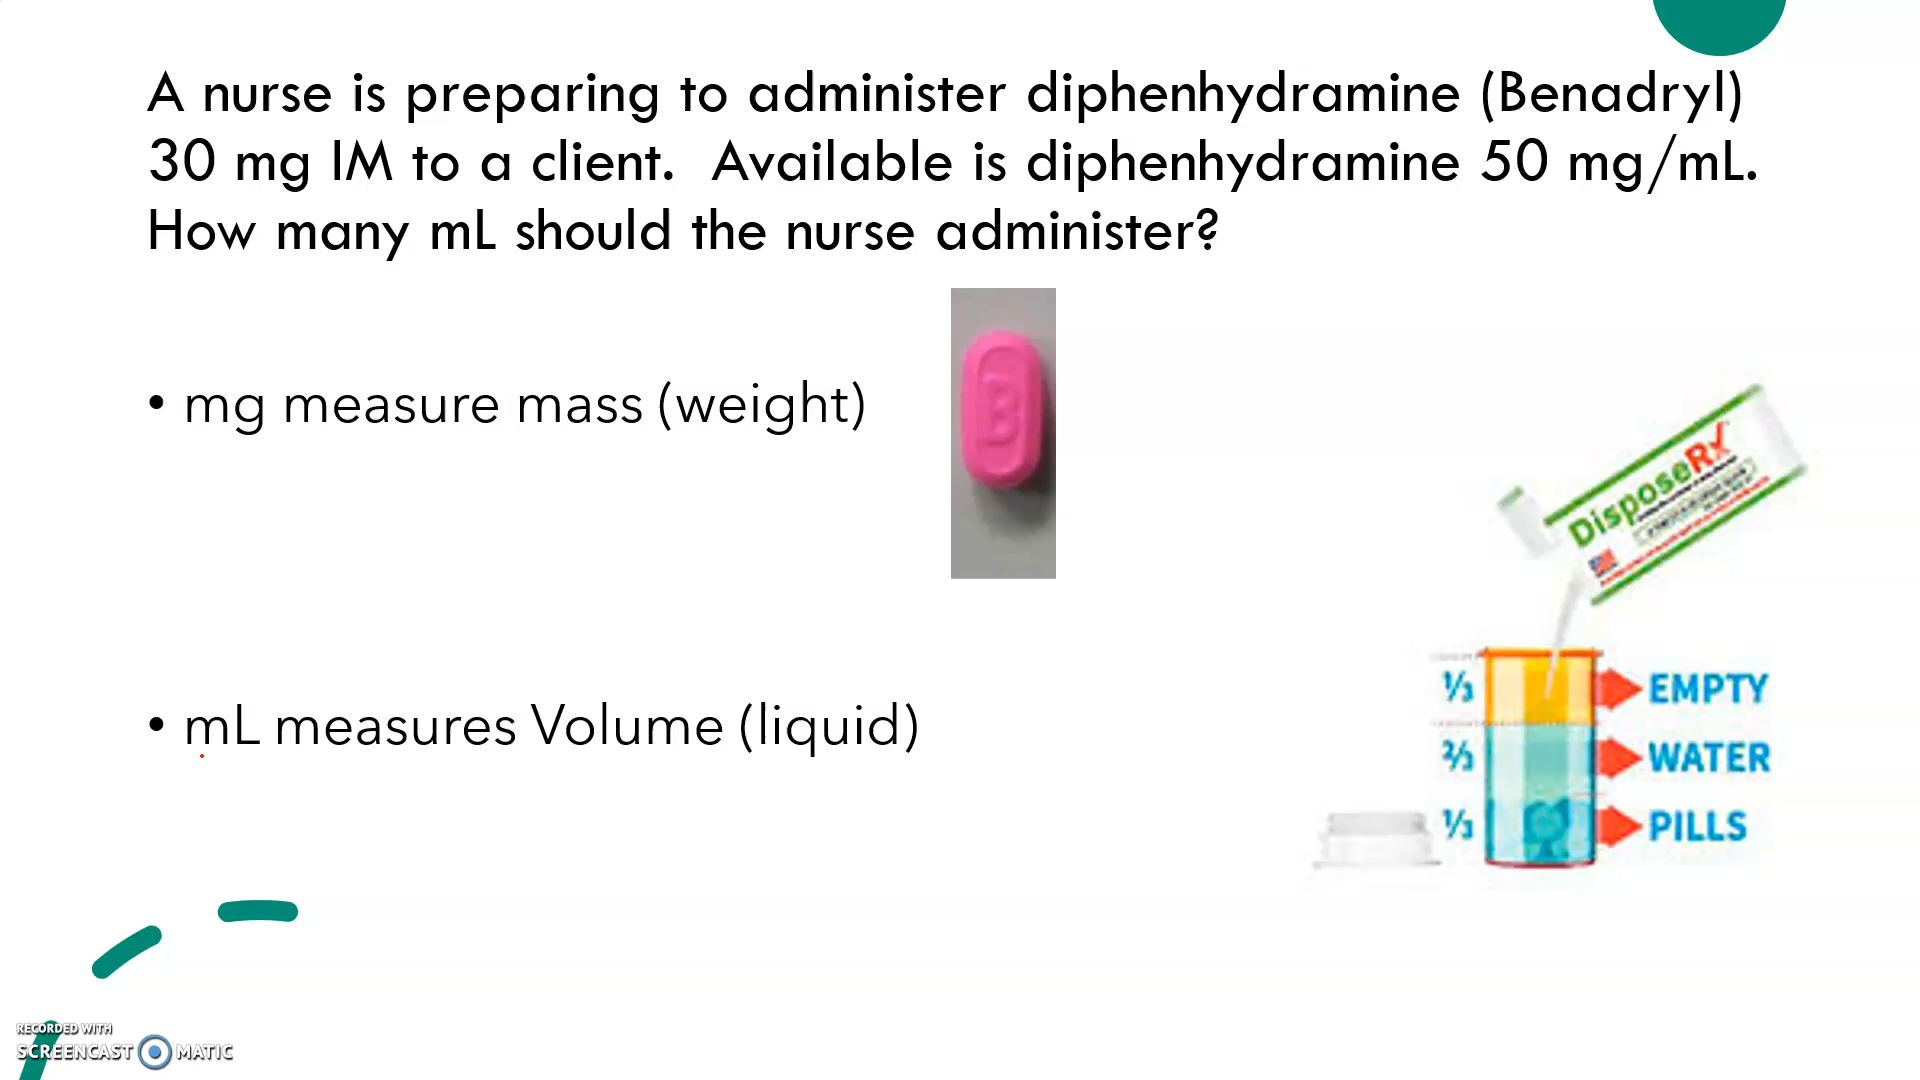 A nurse is preparing to administer diphenhydramine (Benadryl)
30 mg IM to a client. Available is diphenhydramine 50 mg/mL.
How many mL should the nurse administer?
B
• mg measure mass (weight)
DisposeRx
⅓ EMPTY
• mL measures Volume (liquid)
⅔ WATER
⅓ PILLS
RECORDED WITH
SCREENCAST MATIC